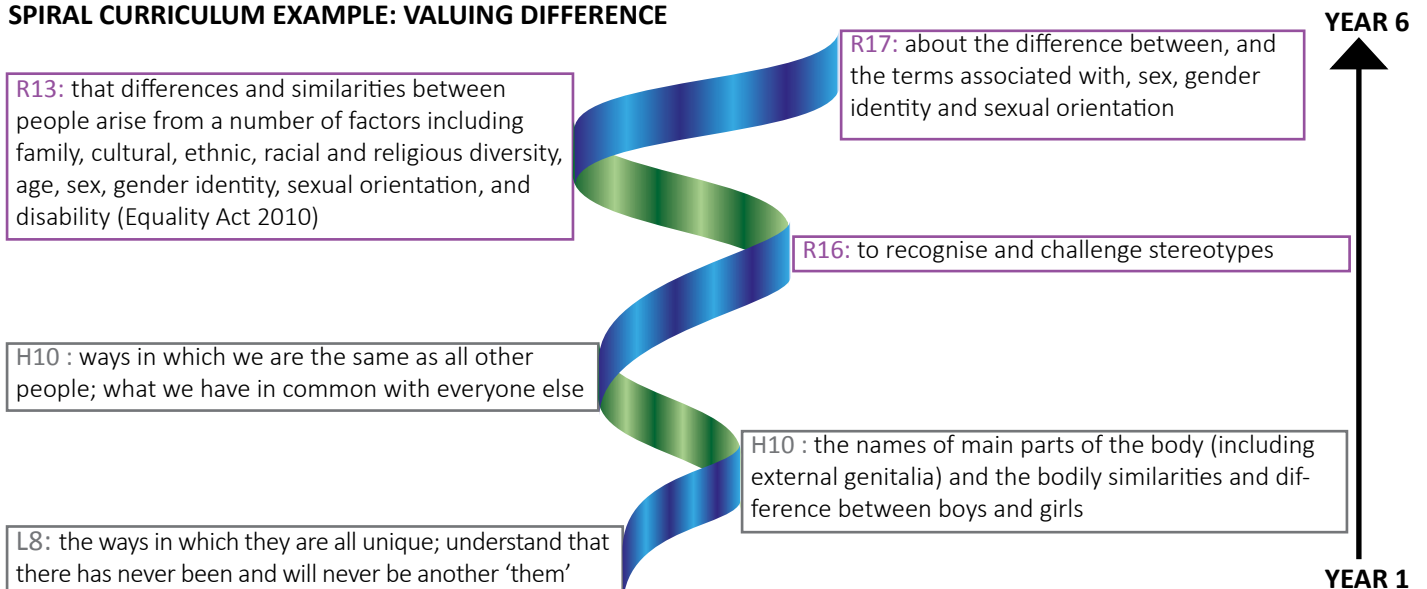 SPIRAL CURRICULUM EXAMPLE: VALUING DIFFERENCE
YEAR 6
R17: about the difference between, and
the terms associated with, sex, gender
identity and sexual orientation
R13: that differences and similarities between
people arise from a number of factors including
family, cultural, ethnic, racial and religious diversity,
age, sex, gender identity, sexual orientation, and
disability (Equality Act 2010)
R16: to recognise and challenge stereotypes
H10 : ways in which we are the same as all other
people; what we have in common with everyone else
H10 : the names of main parts of the body (including
external genitalia) and the bodily similarities and dif-
ference between boys and girls
L8: the ways in which they are all unique; understand that
there has never been and will never be another ‘them’
YEAR 1